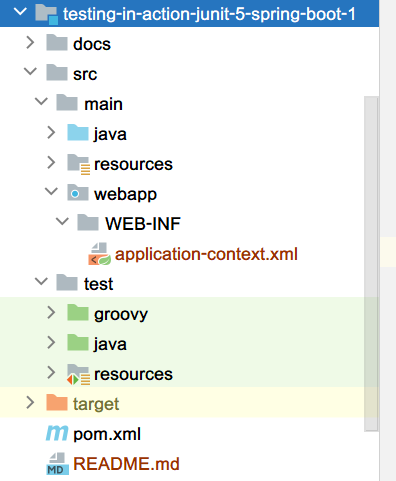 testing-in-action-junit-5-spring-boot-1
docs
src
main
java
resources
webapp
WEB-INF
application-context.xml
test
groovy
java
resources
target
m pom.xml
MD README.md